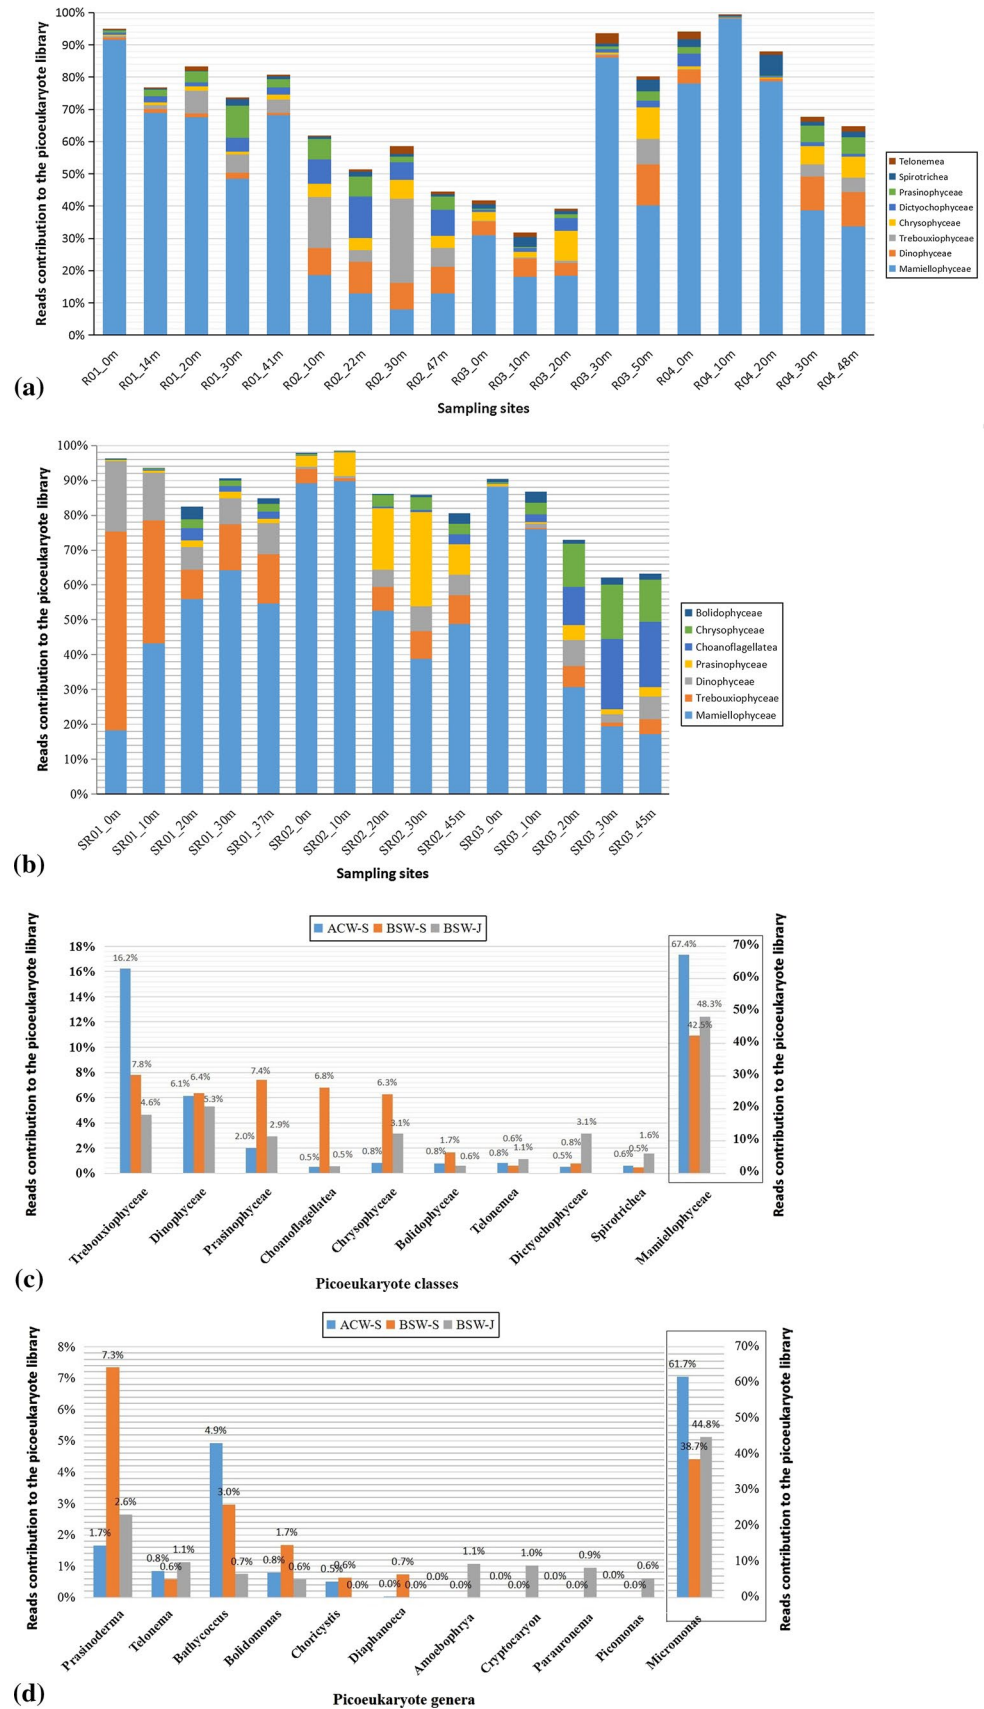 Reads contribution to the picoeukaryote library
100%
90%
80%
70%
60%
50%
40%
30%
20%
10%
0%
R01_0m
R01_14m
R01_20m
R01_30m
R01_41m
R02_10m
R02_22m
R02_30m
R02_47m
R03_0m
R03_10m
R03_20m
R03_30m
R03_50m
R04_0m
R04_10m
R04_20m
R04_30m
R04_48m
Sampling sites
Telonemea
Spirotrichea
Prasinophyceae
Dictyochophyceae
Chrysophyceae
Trebouxiophyceae
Dinophyceae
Mamiellophyceae
(a)
Reads contribution to the picoeukaryote library
100%
90%
80%
70%
60%
50%
40%
30%
20%
10%
0%
SR01_0m
SR01_10m
SR01_20m
SR01_30m
SR01_37m
SR02_0m
SR02_10m
SR02_20m
SR02_30m
SR02_45m
SR03_0m
SR03_10m
SR03_20m
SR03_30m
SR03_45m
Sampling sites
Bolidophyceae
Chrysophyceae
Choanoflagellatea
Prasinophyceae
Dinophyceae
Trebouxiophyceae
Mamiellophyceae
(b)
ACW-S BSW-S BSW-J
Reads contribution to the picoeukaryote library
18%
16%
14%
12%
10%
8%
6%
4%
2%
0%
16.2%
7.8%
4.6%
6.1%
6.4%
5.3%
2.0%
7.4%
2.9%
0.5%
6.8%
0.5%
0.8%
6.3%
3.1%
0.8%
1.7%
0.6%
0.8%
0.6%
1.1%
0.5%
0.8%
3.1%
0.6%
0.5%
1.6%
67.4%
42.5%
48.3%
70%
60%
50%
40%
30%
20%
10%
0%
Reads contribution to the picoeukaryote library
Trebouxiophyceae
Dinophyceae
Prasinophyceae
Choanoflagellatea
Chrysophyceae
Bolidophyceae
Telonemea
Dictyochophyceae
Spirotrichea
Mamiellophyceae
Picoeukaryote classes
(c)
ACW-S BSW-S BSW-J
Reads contribution to the picoeukaryote library
8%
7%
6%
5%
4%
3%
2%
1%
0%
1.7%
7.3%
2.6%
0.8%
0.6%
1.1%
4.9%
3.0%
0.7%
0.8%
1.7%
0.6%
0.5%
0.6%
0.0%
0.0%
0.7%
0.0%
0.0%
0.0%
1.1%
0.0%
0.0%
1.0%
0.0%
0.0%
0.9%
0.0%
0.0%
0.6%
61.7%
38.7%
44.8%
70%
60%
50%
40%
30%
20%
10%
0%
Reads contribution to the picoeukaryote library
Prasinoderma
Telonema
Bathycoccus
Bolidomonas
Choricystis
Diaphanoeca
Amoebophrya
Cryptocaryon
Parauronema
Picomonas
Micromonas
Picoeukaryote genera
(d)